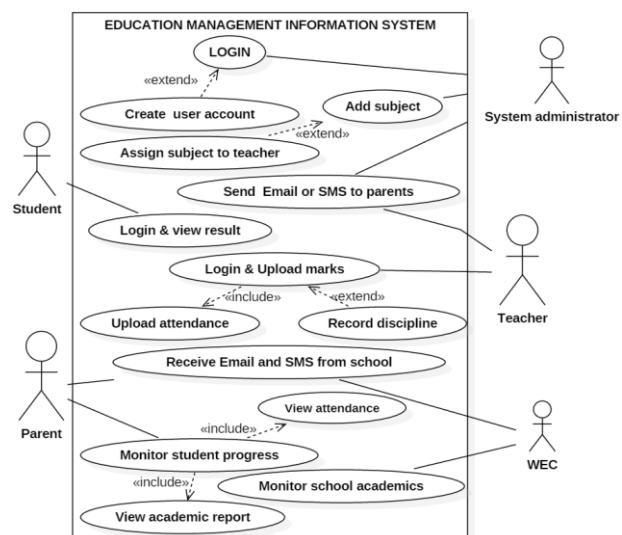 EDUCATION MANAGEMENT INFORMATION SYSTEM
LOGIN
«extend»
Create user account
Add subject
System administrator
«extend»
Assign subject to teacher
Send Email or SMS to parents
Student
Login & view result
Login & Upload marks
Teacher
«include»
«extend»
Upload attendance
Record discipline
Receive Email and SMS from school
View attendance
«include»
Parent
Monitor student progress
WEC
«include»
Monitor school academics
View academic report